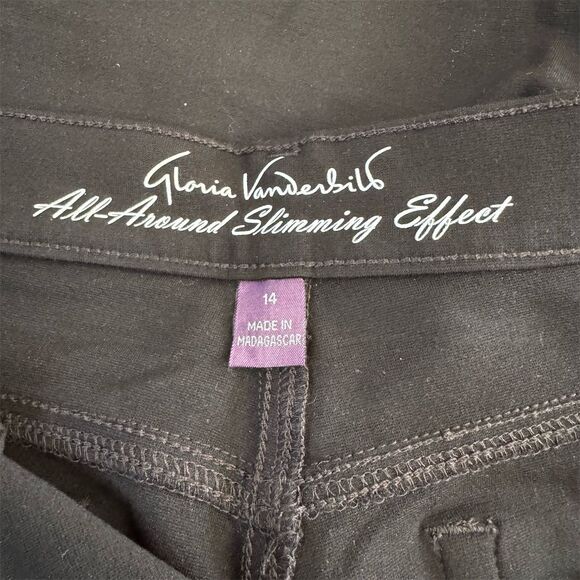 Gloria Vanderbilt
All-Around Slimming Effect
14
MADE IN
MADAGASCAR